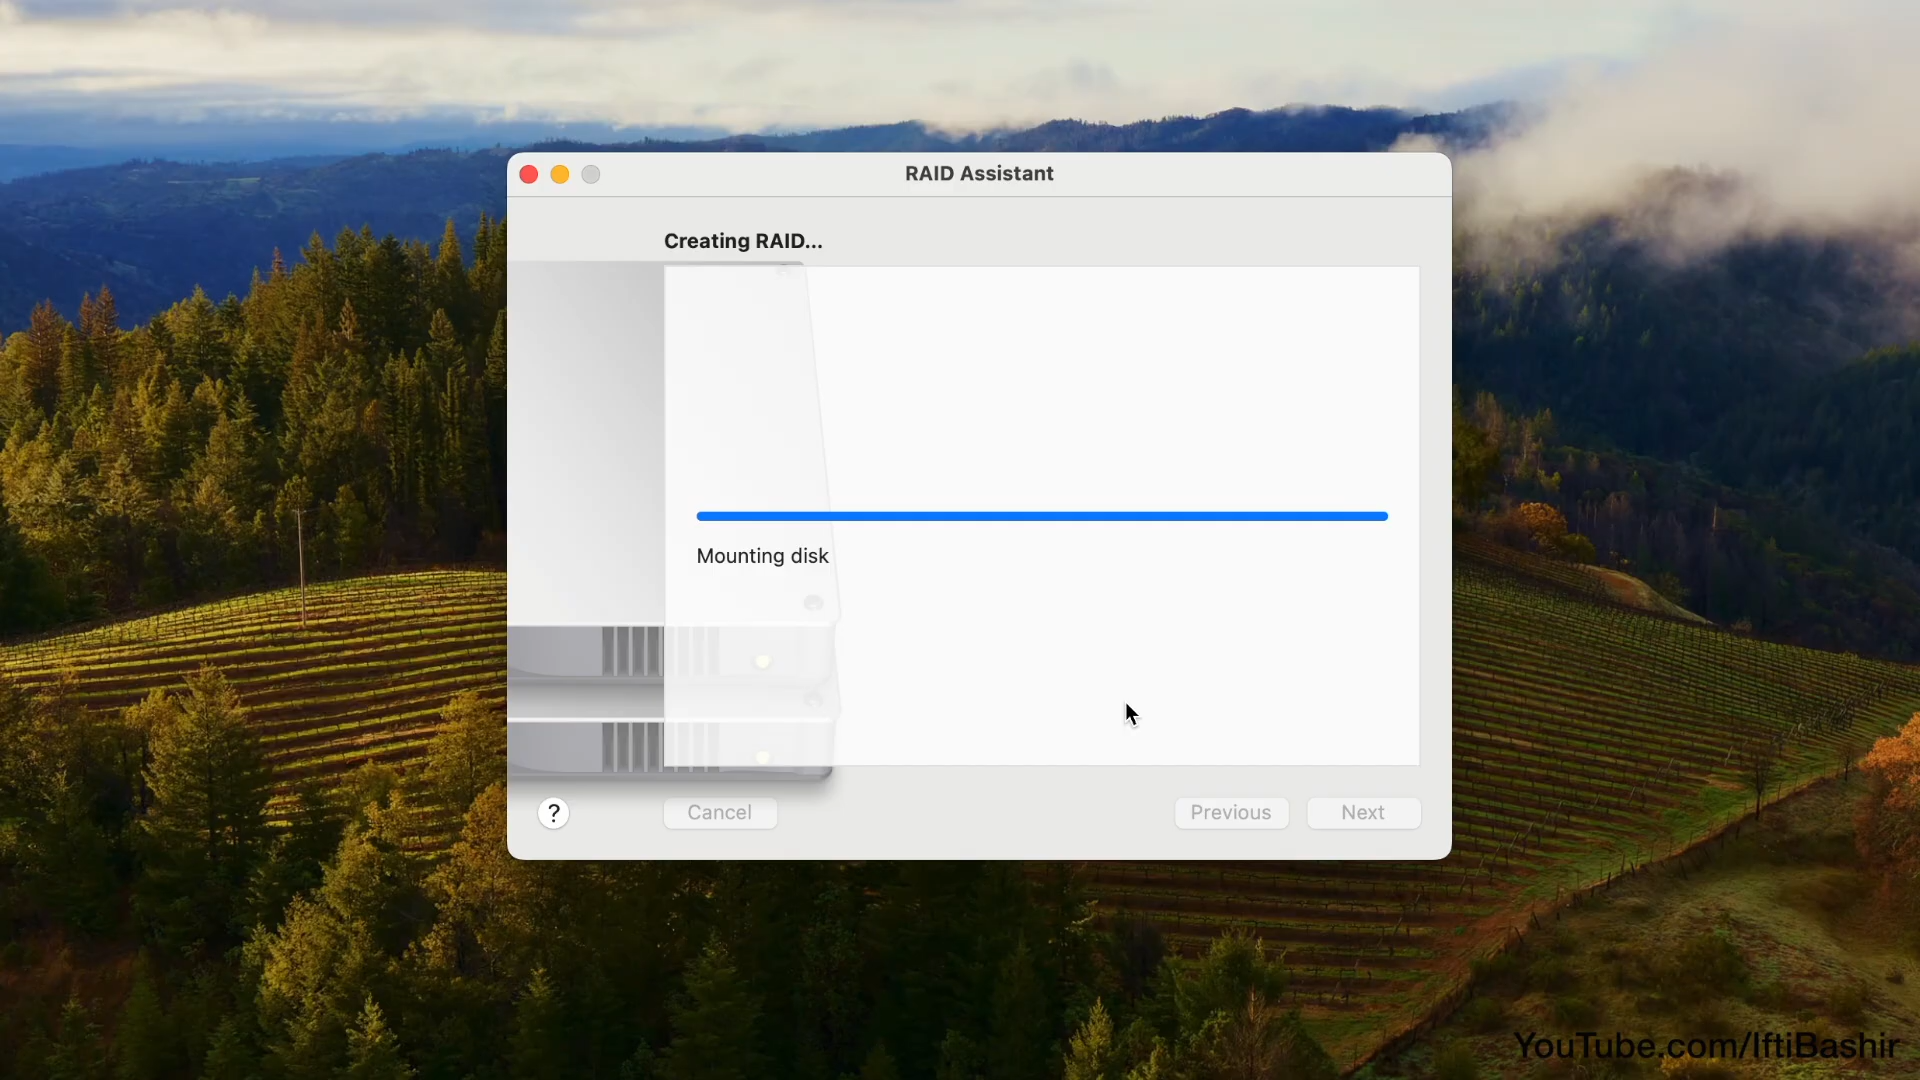 RAID Assistant
Creating RAID...
Mounting disk
?
Cancel
Previous
Next
YouTube.com/IftiBashir